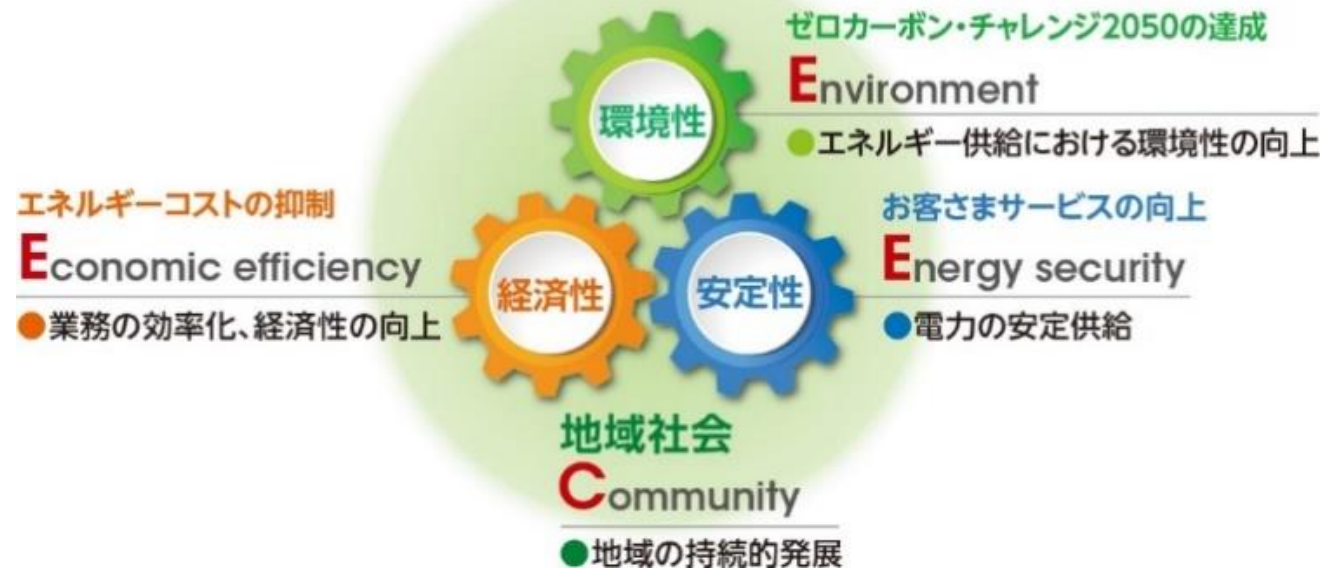 ゼロカーボン・チャレンジ2050の達成
Environment
環境性
●エネルギー供給における環境性の向上
エネルギーコストの抑制
Economic efficiency
経済性
●業務の効率化、経済性の向上
お客さまサービスの向上
Energy security
安定性
●電力の安定供給
地域社会
Community
●地域の持続的発展